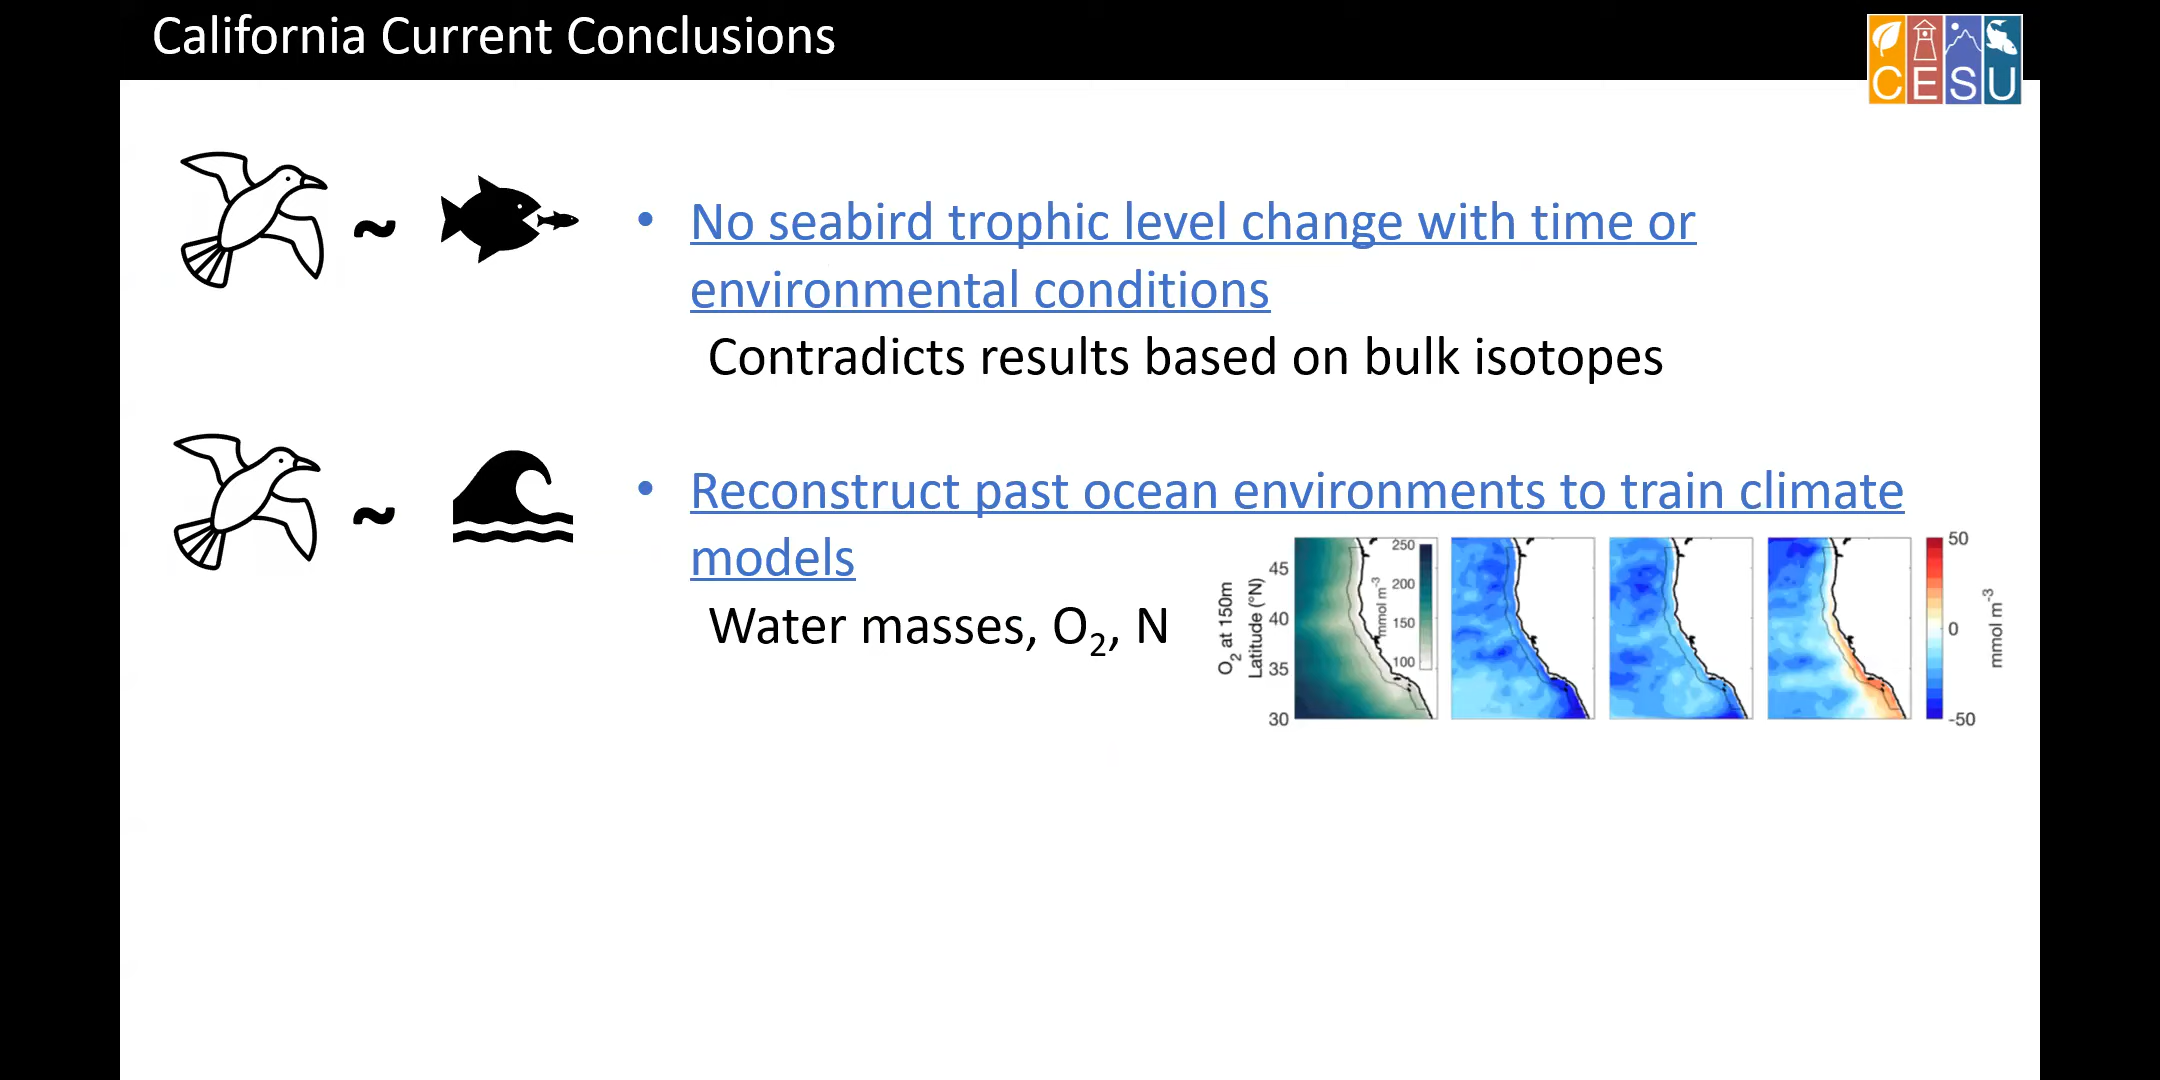 California Current Conclusions
CESU
~
• No seabird trophic level change with time or
environmental conditions
Contradicts results based on bulk isotopes
~
• Reconstruct past ocean environments to train climate
models
Water masses, O₂, N
O₂ at 150m
Latitude (°N)
45
40
35
30
250
200
150
100
mmol m⁻³
50
0
-50
mmol m⁻³